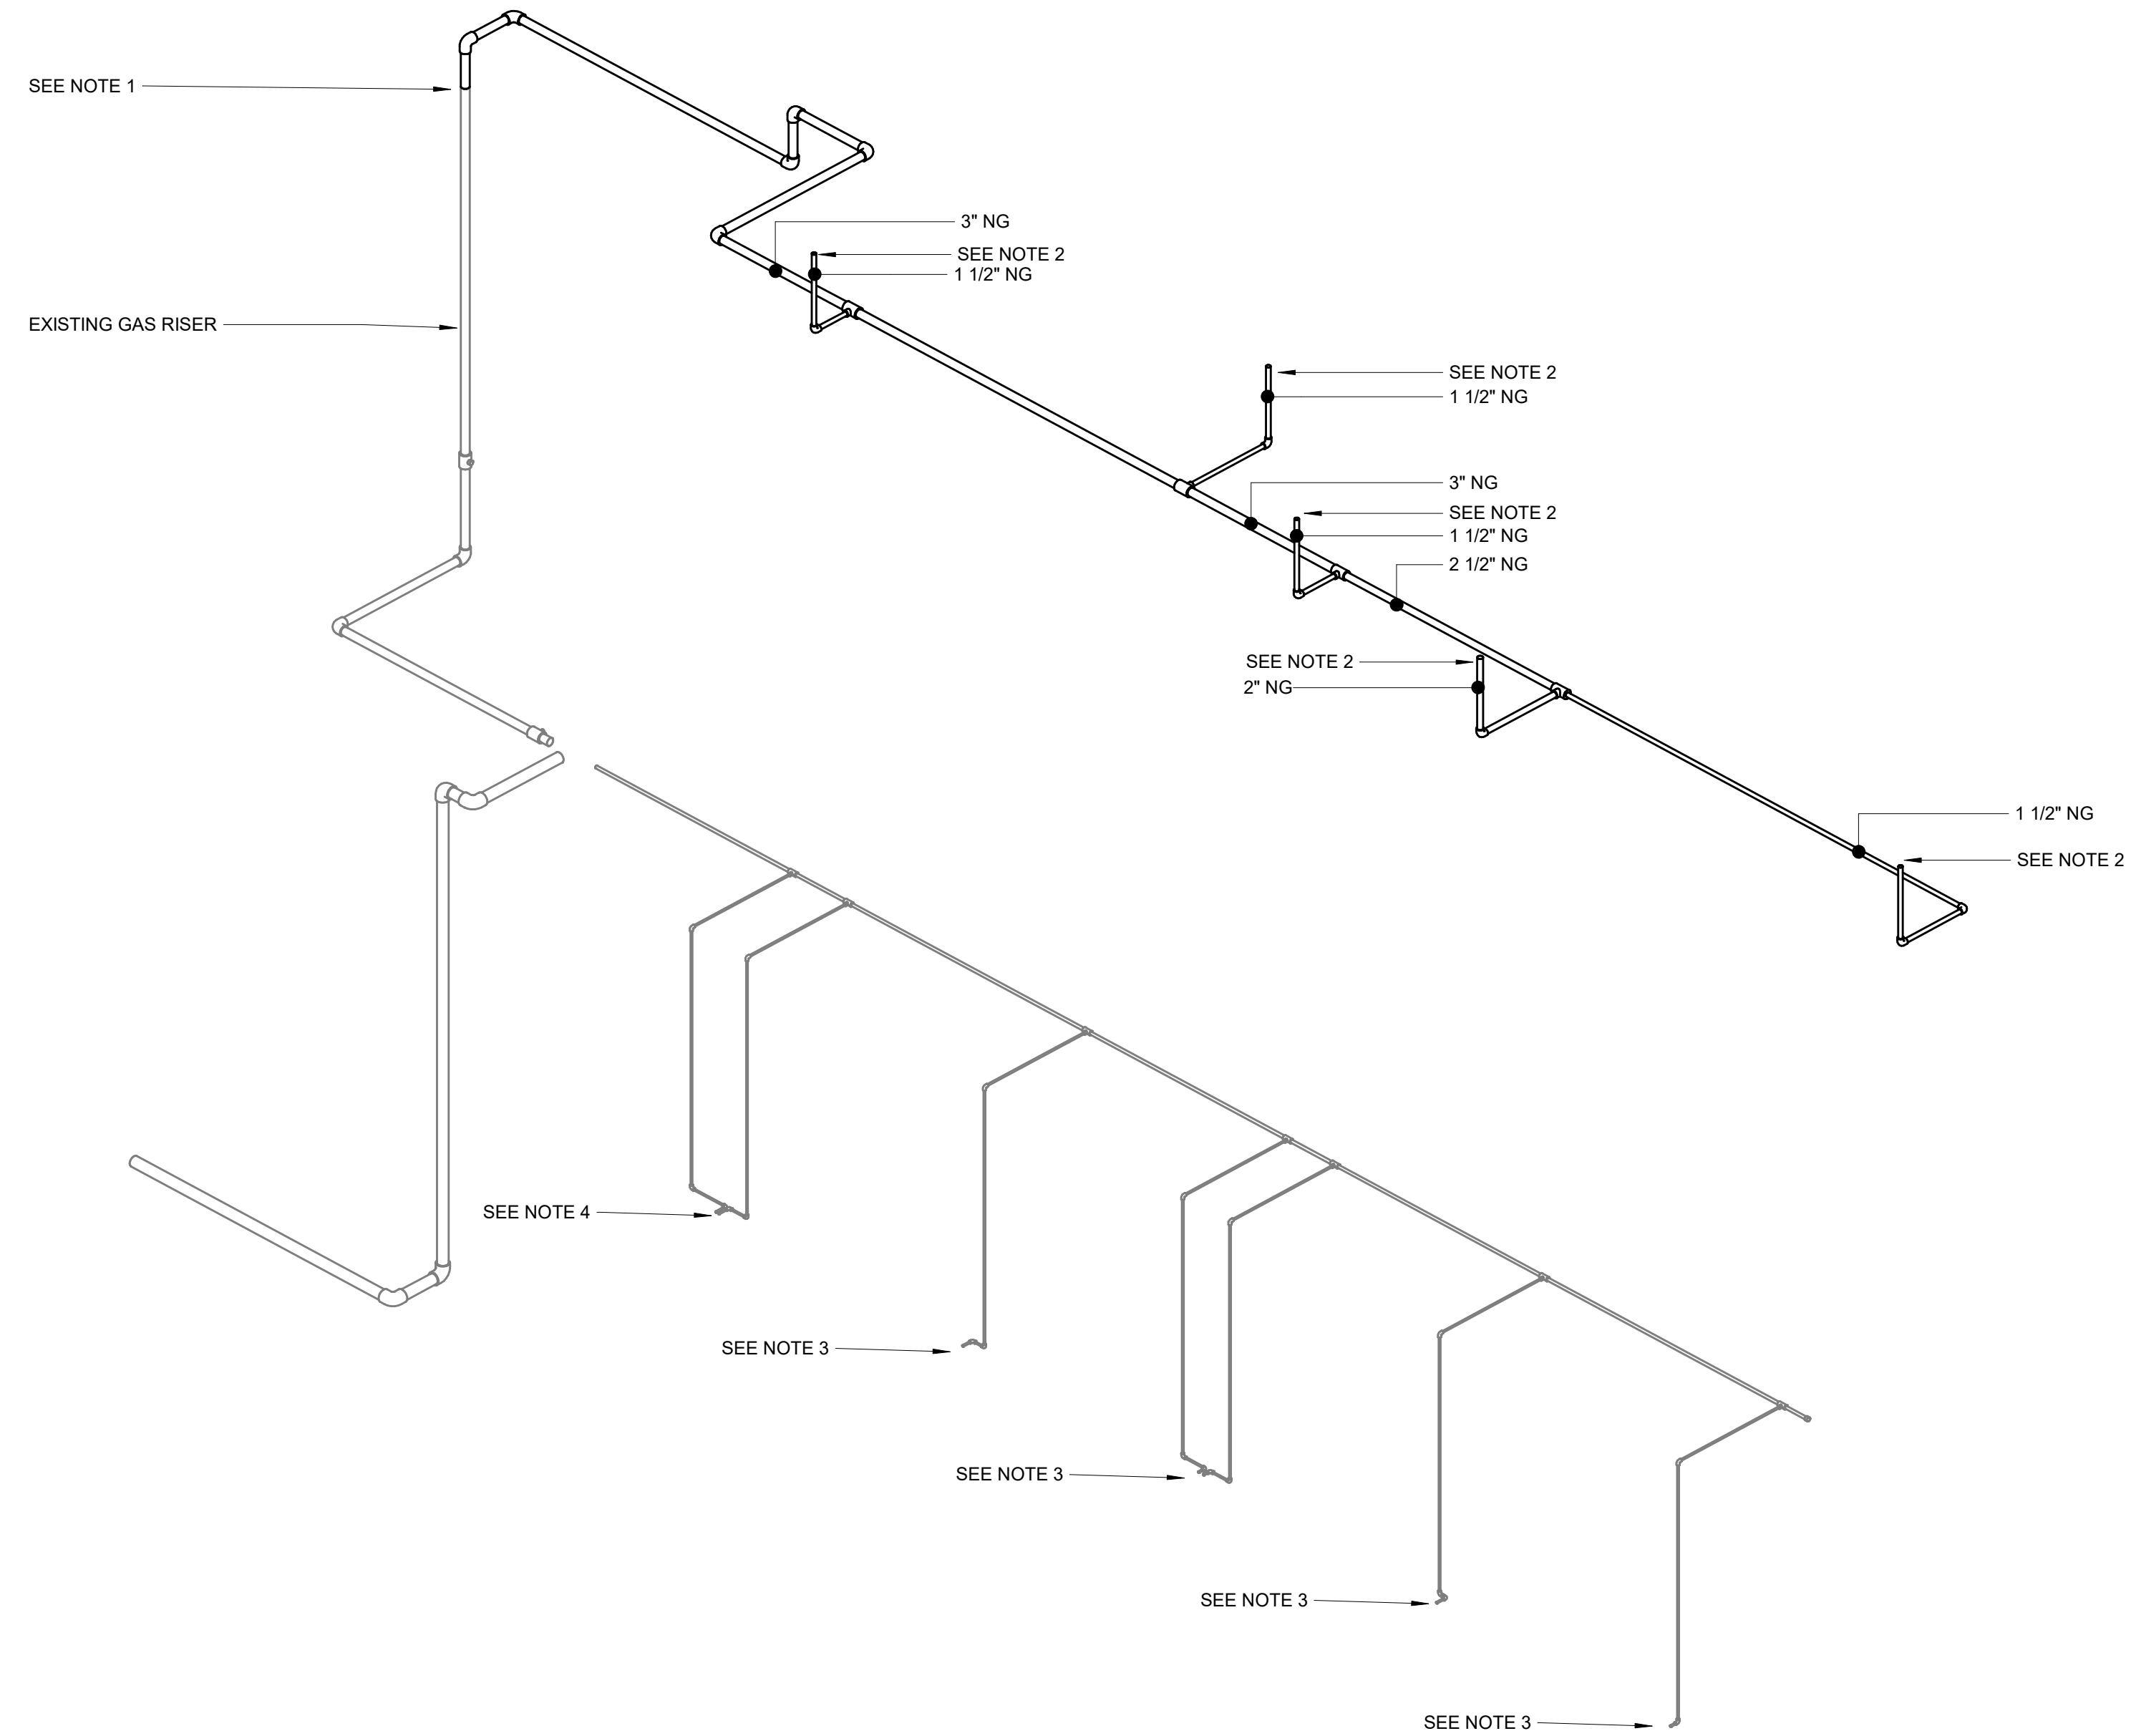 SEE NOTE 1
3" NG
SEE NOTE 2
1 1/2" NG
EXISTING GAS RISER
SEE NOTE 2
1 1/2" NG
3" NG
SEE NOTE 2
1 1/2" NG
2 1/2" NG
SEE NOTE 2
2" NG
1 1/2" NG
SEE NOTE 2
SEE NOTE 4
SEE NOTE 3
SEE NOTE 3
SEE NOTE 3
SEE NOTE 3